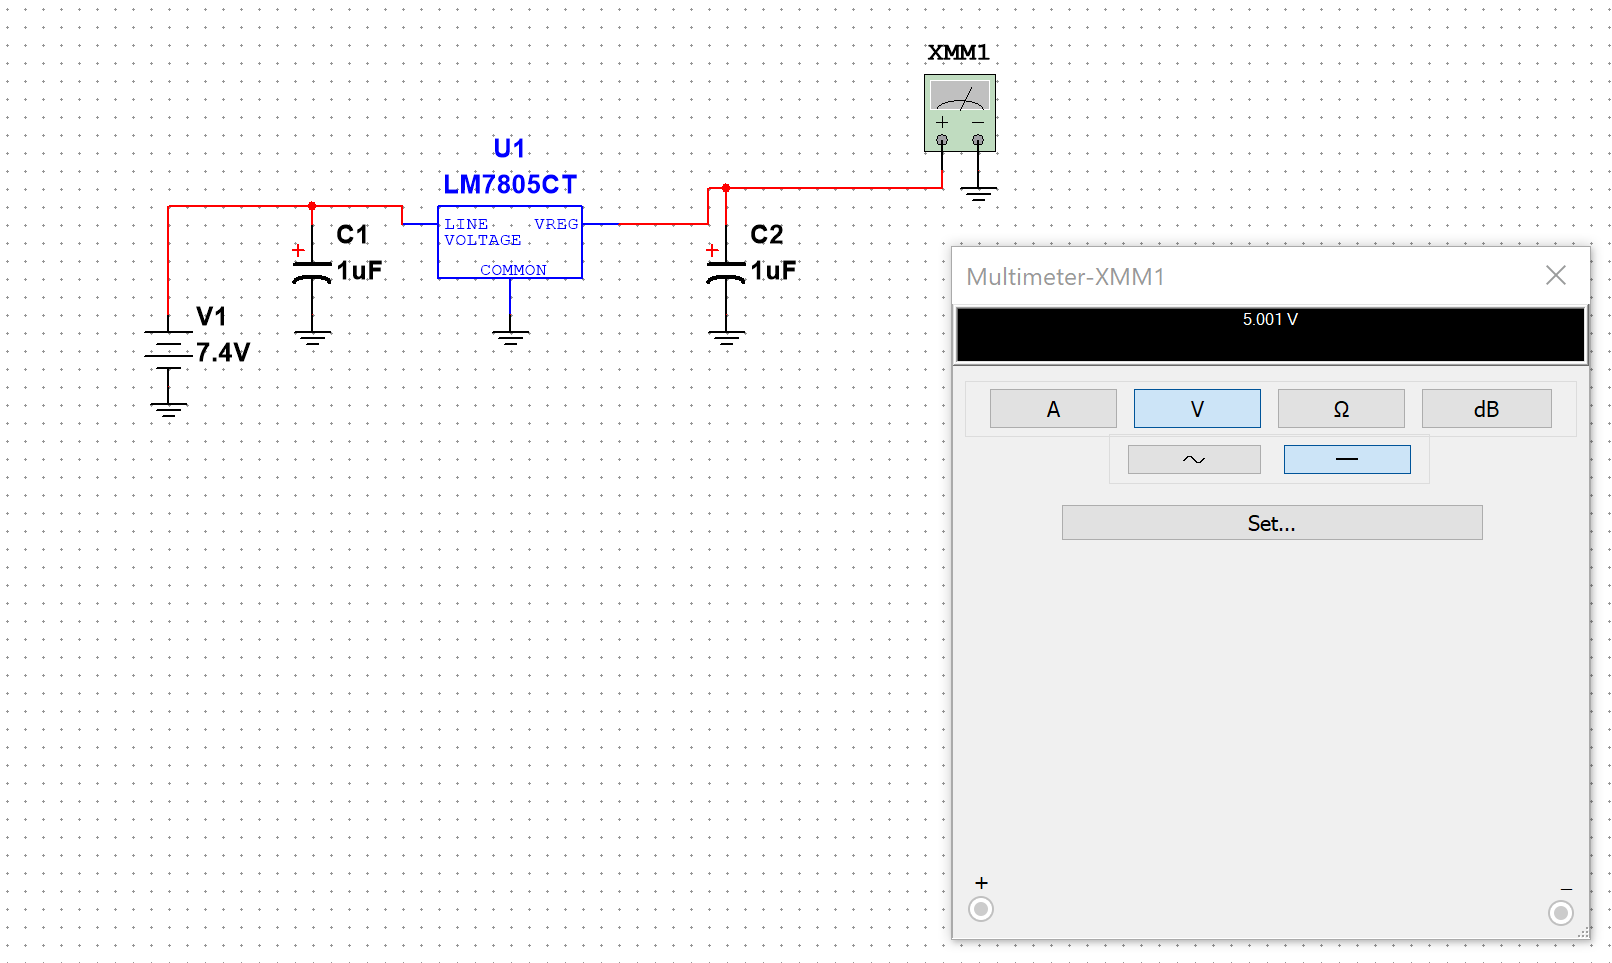 XMM1
+ −
U1
LM7805CT
LINE VREG
VOLTAGE
COMMON
C1
+
1uF
C2
+
1uF
V1
7.4V
Multimeter-XMM1
5.001 V
A V Ω dB
~ —
Set...
+ −